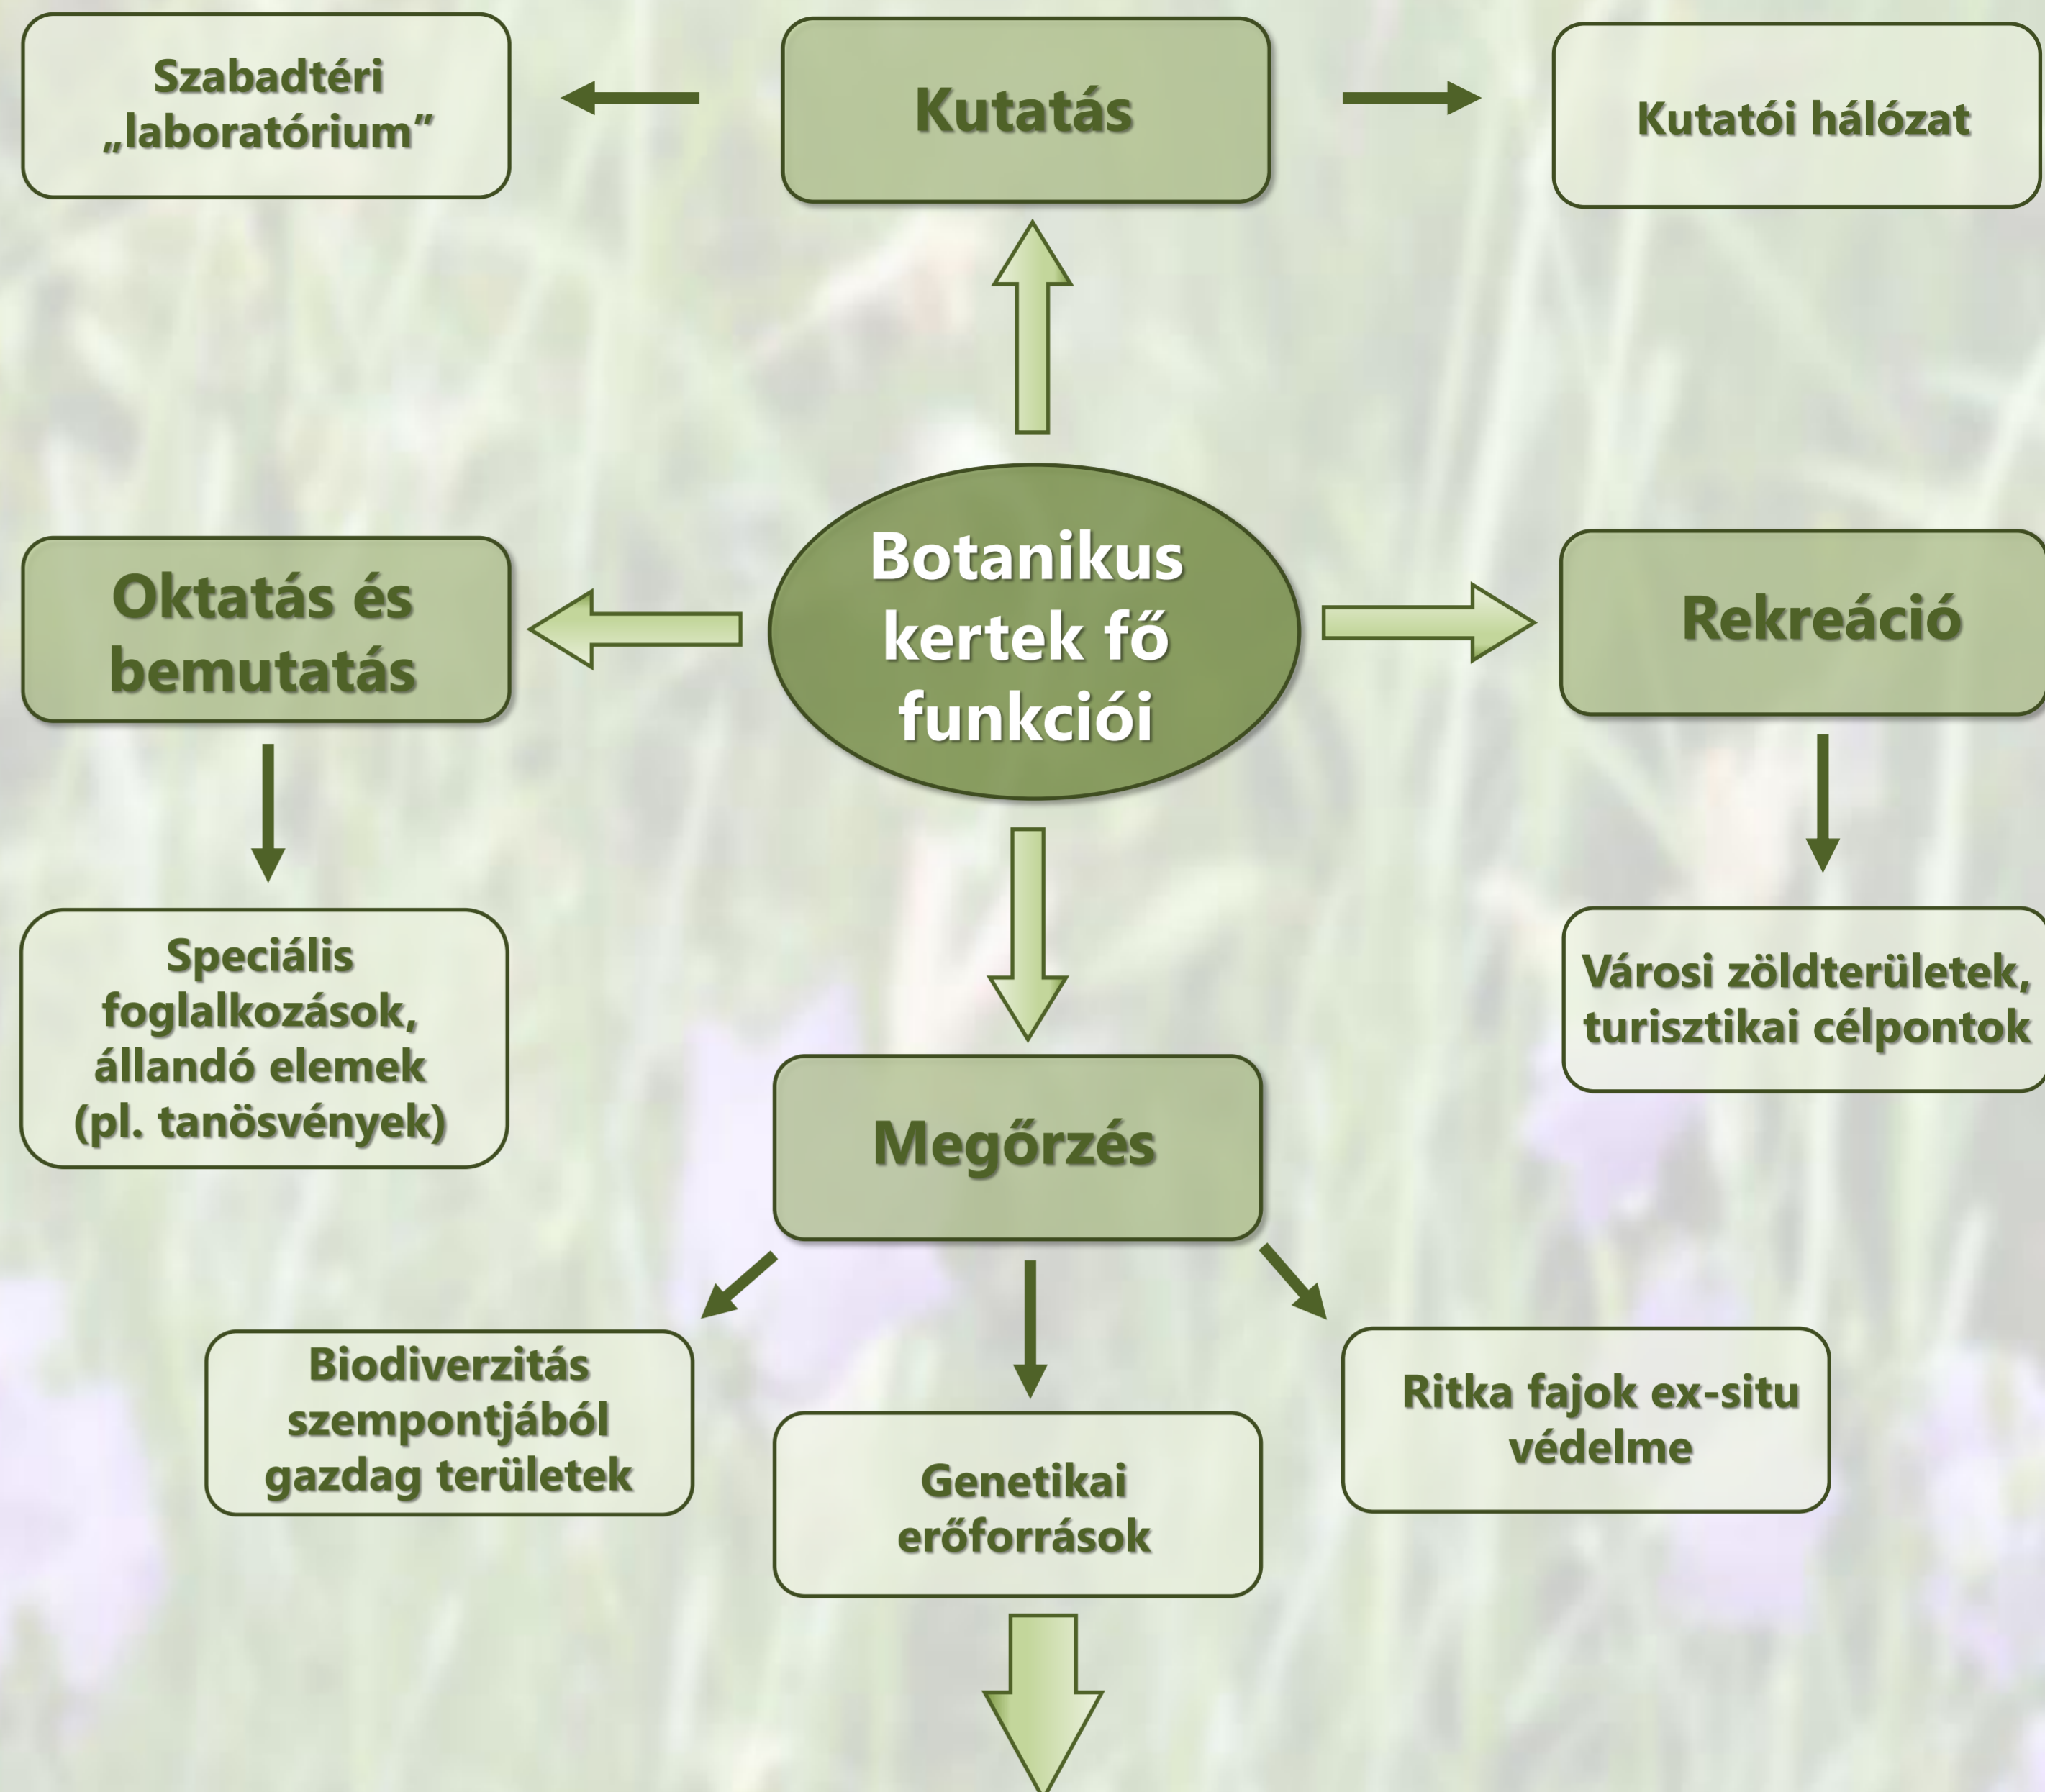 Szabadtéri
„laboratórium”
Kutatás
Kutatói hálózat
Botanikus
kertek fő
funkciói
Oktatás és
bemutatás
Rekreáció
Speciális
foglalkozások,
állandó elemek
(pl. tanösvények)
Városi zöldterületek,
turisztikai célpontok
Megőrzés
Biodiverzitás
szempontjából
gazdag területek
Genetikai
erőforrások
Ritka fajok ex-situ
védelme